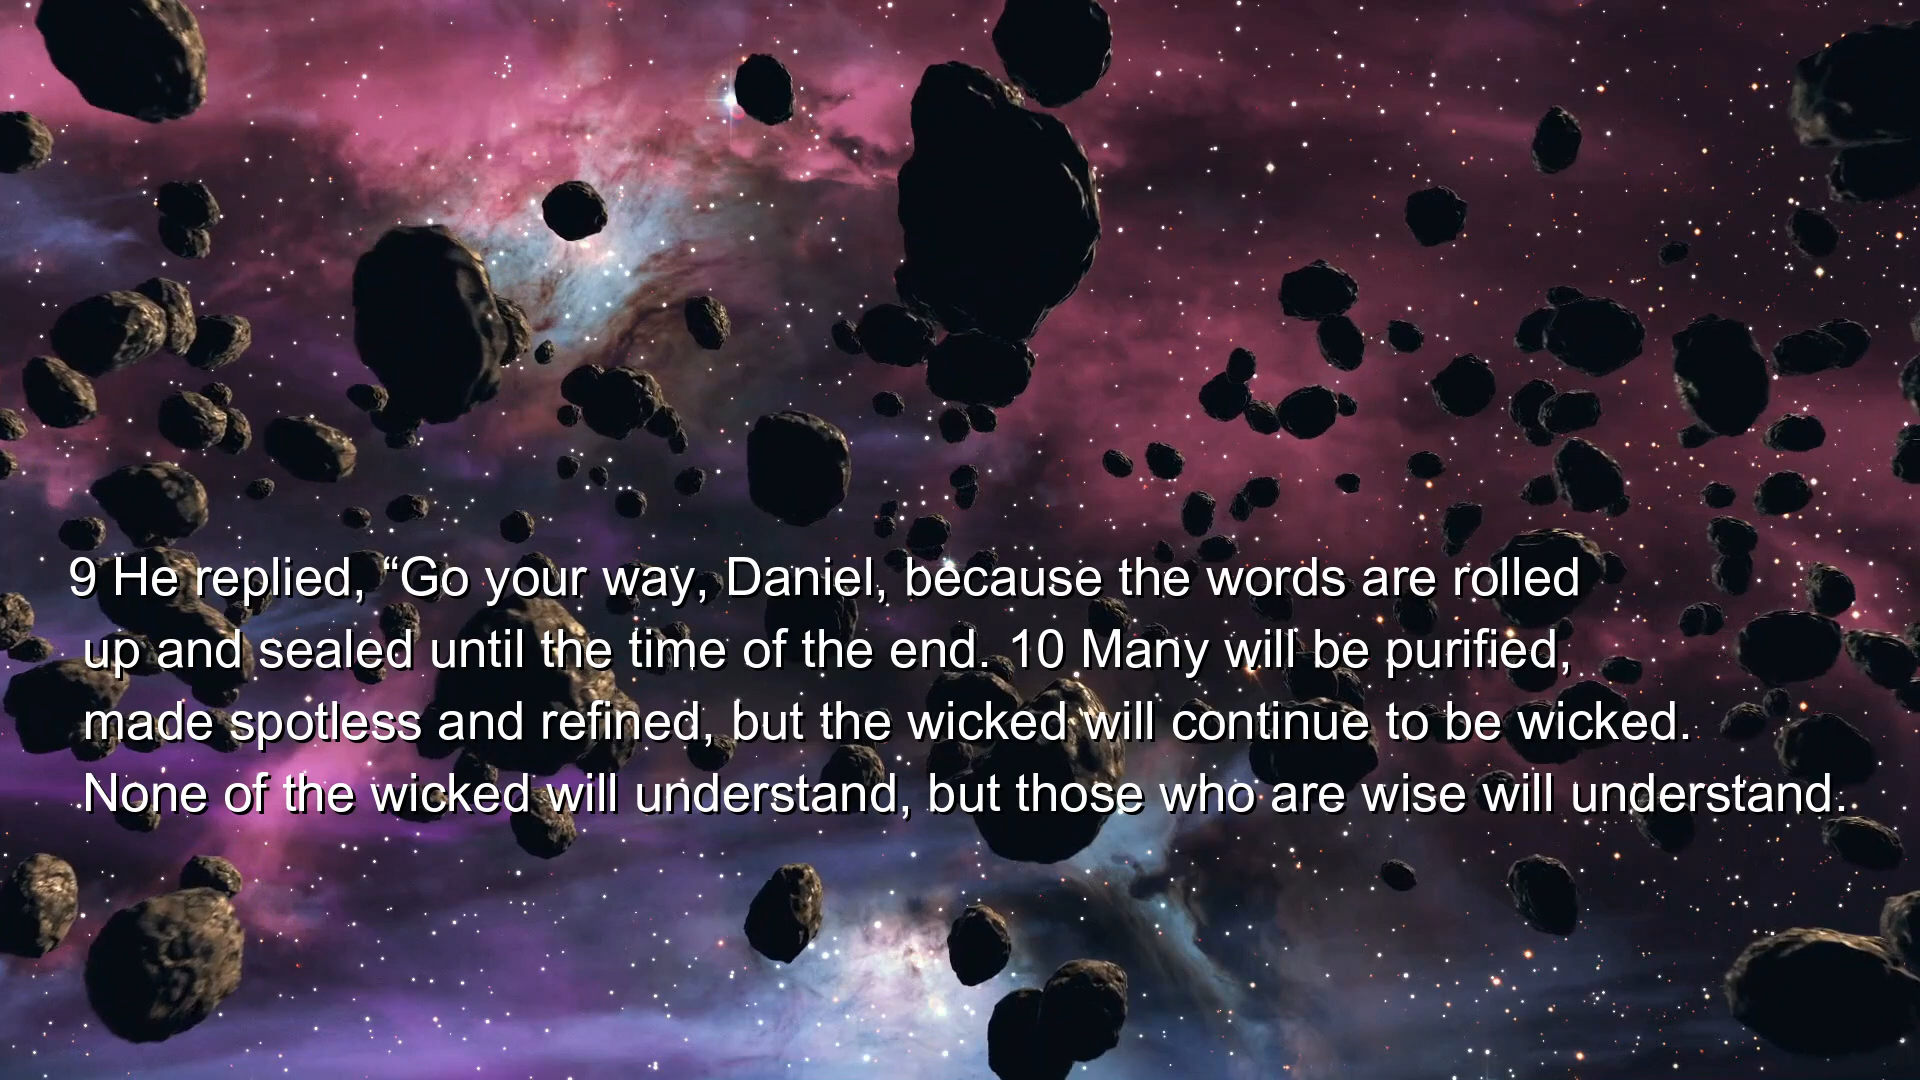 9 He replied, “Go your way, Daniel, because the words are rolled
up and sealed until the time of the end. 10 Many will be purified,
made spotless and refined, but the wicked will continue to be wicked.
None of the wicked will understand, but those who are wise will understand.